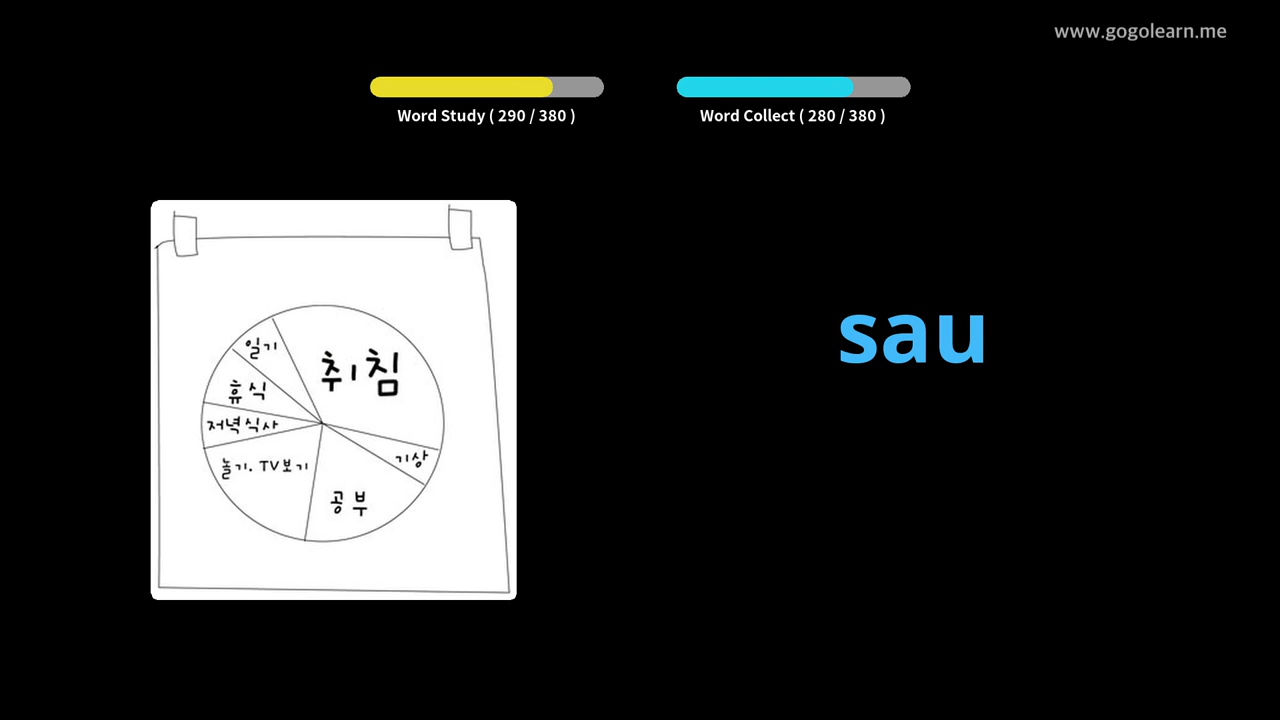 www.gogolearn.me
Word Study ( 290 / 380 )
Word Collect ( 280 / 380 )
일기
취침
휴식
저녁식사
놀기. TV보기
기상
공부
sau